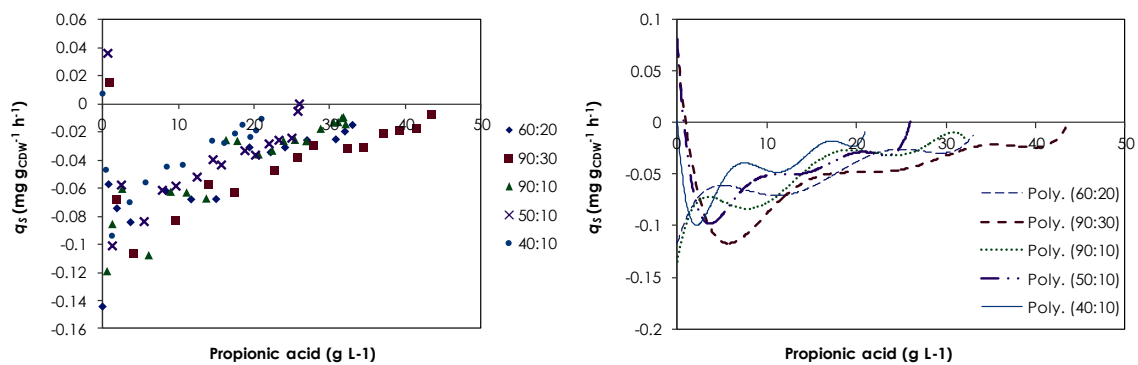 0.06
0.04
0.02
0
-0.02
-0.04
-0.06
-0.08
-0.1
-0.12
-0.14
-0.16
0 10 20 30 40 50
qS (mg gCDW-1 h-1)
Propionic acid (g L-1)
60:20
90:30
90:10
50:10
40:10
0.1
0.05
0
-0.05
-0.1
-0.15
-0.2
0 10 20 30 40 50
qS (mg gCDW-1 h-1)
Propionic acid (g L-1)
Poly. (60:20)
Poly. (90:30)
Poly. (90:10)
Poly. (50:10)
Poly. (40:10)